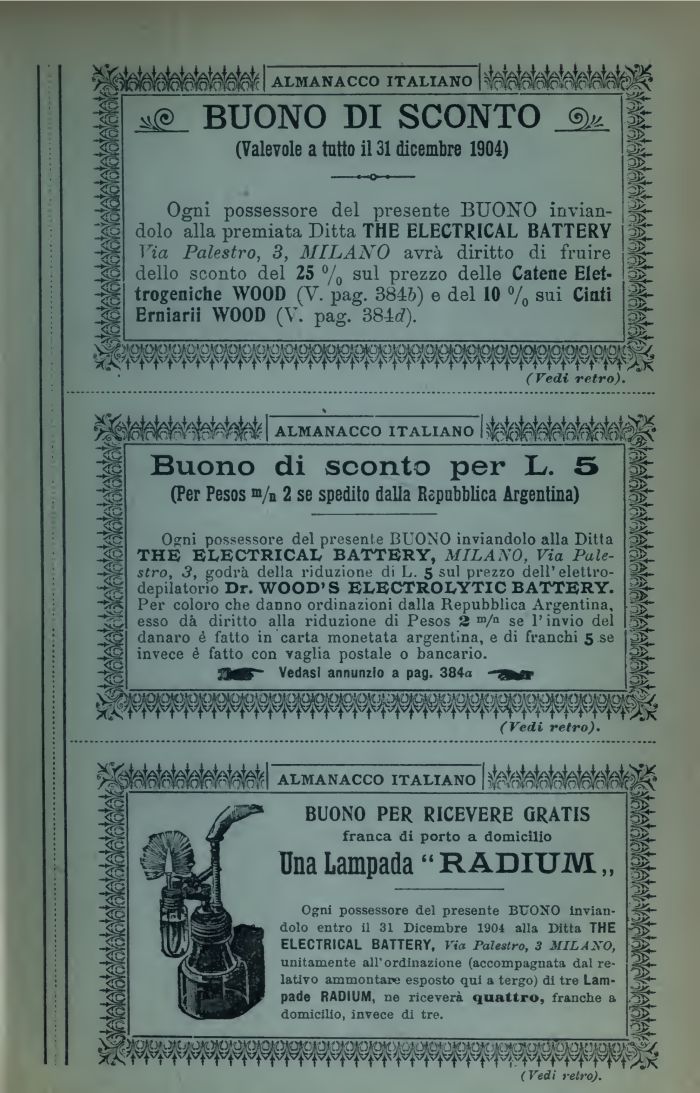 ALMANACCO ITALIANO
BUONO DI SCONTO
(Valevole a tutto il 31 dicembre 1904)
Ogni possessore del presente BUONO invian-
dolo alla premiata Ditta THE ELECTRICAL BATTERY
Via Palestro, 3, MILANO avrà diritto di fruire
dello sconto del 25 % sul prezzo delle Catene Elet-
trogeniche WOOD (V. pag. 384b) e del 10 % sui Cinti
Erniarii WOOD (V. pag. 384d).
(Vedi retro).
ALMANACCO ITALIANO
Buono di sconto per L. 5
(Per Pesos m/n 2 se spedito dalla Repubblica Argentina)
Ogni possessore del presente BUONO inviandolo alla Ditta
THE ELECTRICAL BATTERY, MILANO, Via Pale-
stro, 3, godrà della riduzione di L. 5 sul prezzo dell'elettro-
depilatorio Dr. WOOD'S ELECTROLYTIC BATTERY.
Per coloro che danno ordinazioni dalla Repubblica Argentina,
esso dà diritto alla riduzione di Pesos 2 m/n se l'invio del
danaro é fatto in carta monetata argentina, e di franchi 5 se
invece é fatto con vaglia postale o bancario.
Vedasi annunzio a pag. 384a
(Vedi retro).
ALMANACCO ITALIANO
BUONO PER RICEVERE GRATIS
franca di porto a domicilio
Una Lampada “RADIUM„
Ogni possessore del presente BUONO invian-
dolo entro il 31 Dicembre 1904 alla Ditta THE
ELECTRICAL BATTERY, Via Palestro, 3 MILANO,
unitamente all'ordinazione (accompagnata dal re-
lativo ammontare esposto qui a tergo) di tre Lam-
pade RADIUM, ne riceverà quattro, franche a
domicilio, invece di tre.
(Vedi retro).